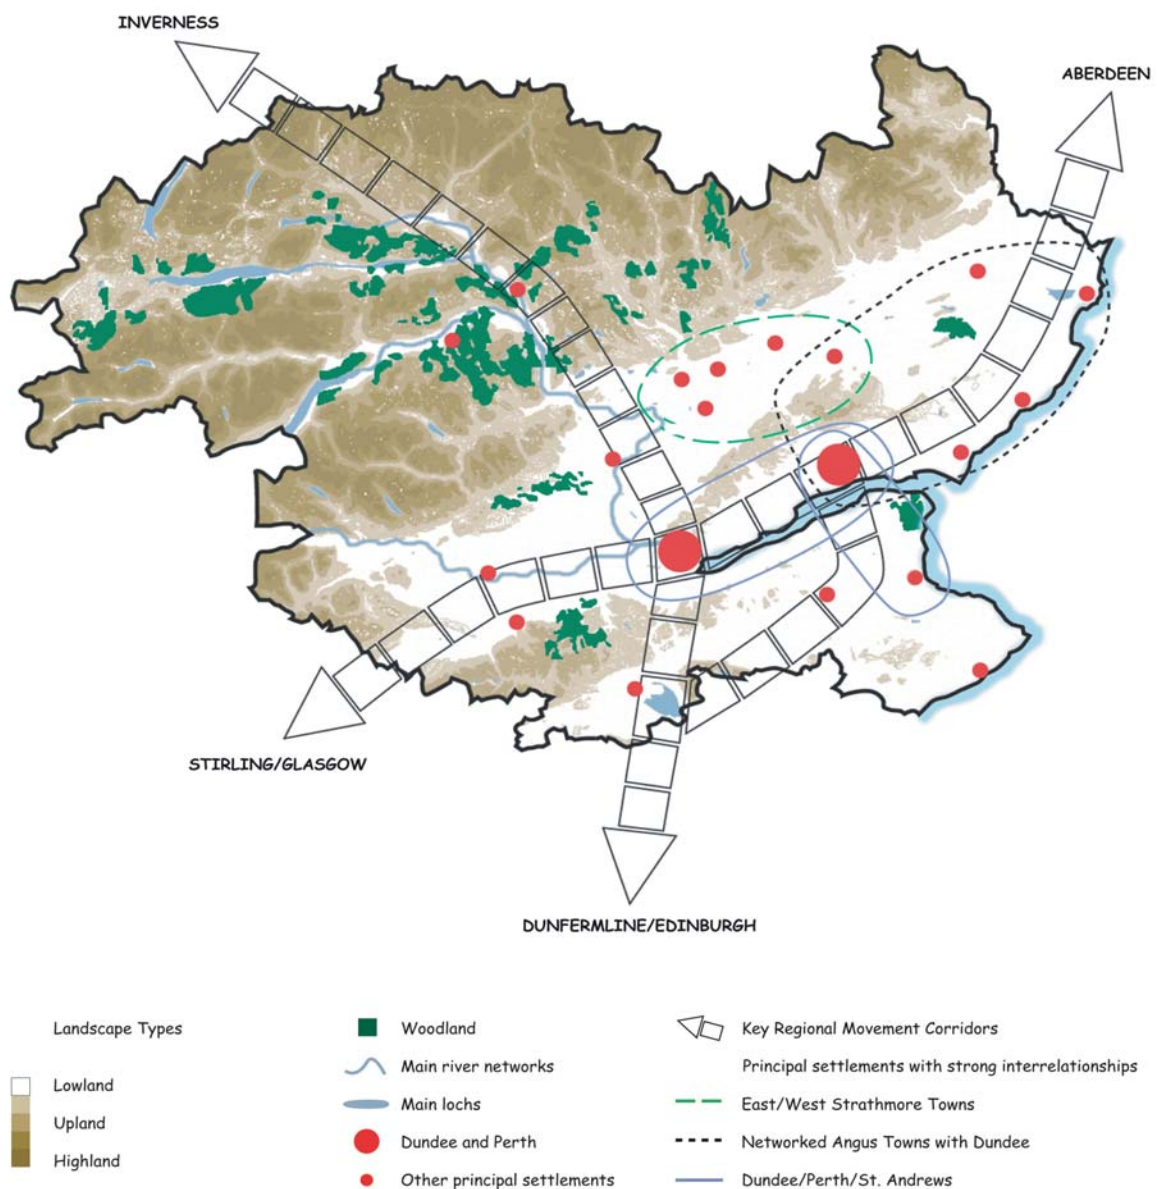 INVERNESS
ABERDEEN
STIRLING/GLASGOW
DUNFERMLINE/EDINBURGH
Landscape Types
Lowland
Upland
Highland
Woodland
Main river networks
Main lochs
Dundee and Perth
Other principal settlements
Key Regional Movement Corridors
Principal settlements with strong interrelationships
East/West Strathmore Towns
Networked Angus Towns with Dundee
Dundee/Perth/St. Andrews